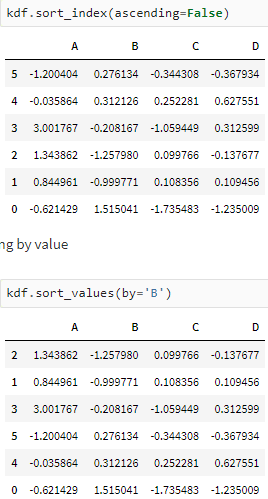 kdf.sort_index(ascending=False)
A B C D
5 -1.200404 0.276134 -0.344308 -0.367934
4 -0.035864 0.312126 0.252281 0.627551
3 3.001767 -0.208167 -1.059449 0.312599
2 1.343862 -1.257980 0.099766 -0.137677
1 0.844961 -0.999771 0.108356 0.109456
0 -0.621429 1.515041 -1.735483 -1.235009
ng by value
kdf.sort_values(by='B')
A B C D
2 1.343862 -1.257980 0.099766 -0.137677
1 0.844961 -0.999771 0.108356 0.109456
3 3.001767 -0.208167 -1.059449 0.312599
5 -1.200404 0.276134 -0.344308 -0.367934
4 -0.035864 0.312126 0.252281 0.627551
0 -0.621429 1.515041 -1.735483 -1.235009